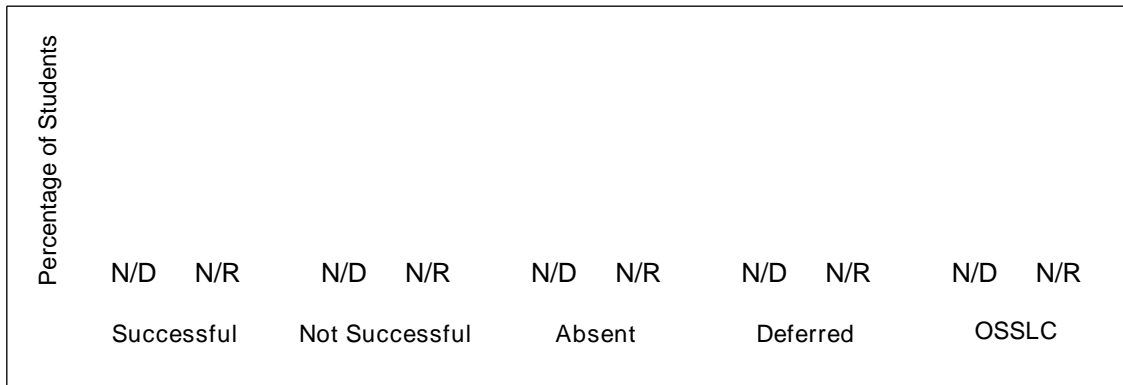 Percentage of Students
N/D N/R N/D N/R N/D N/R N/D N/R N/D N/R
Successful Not Successful Absent Deferred OSSLC